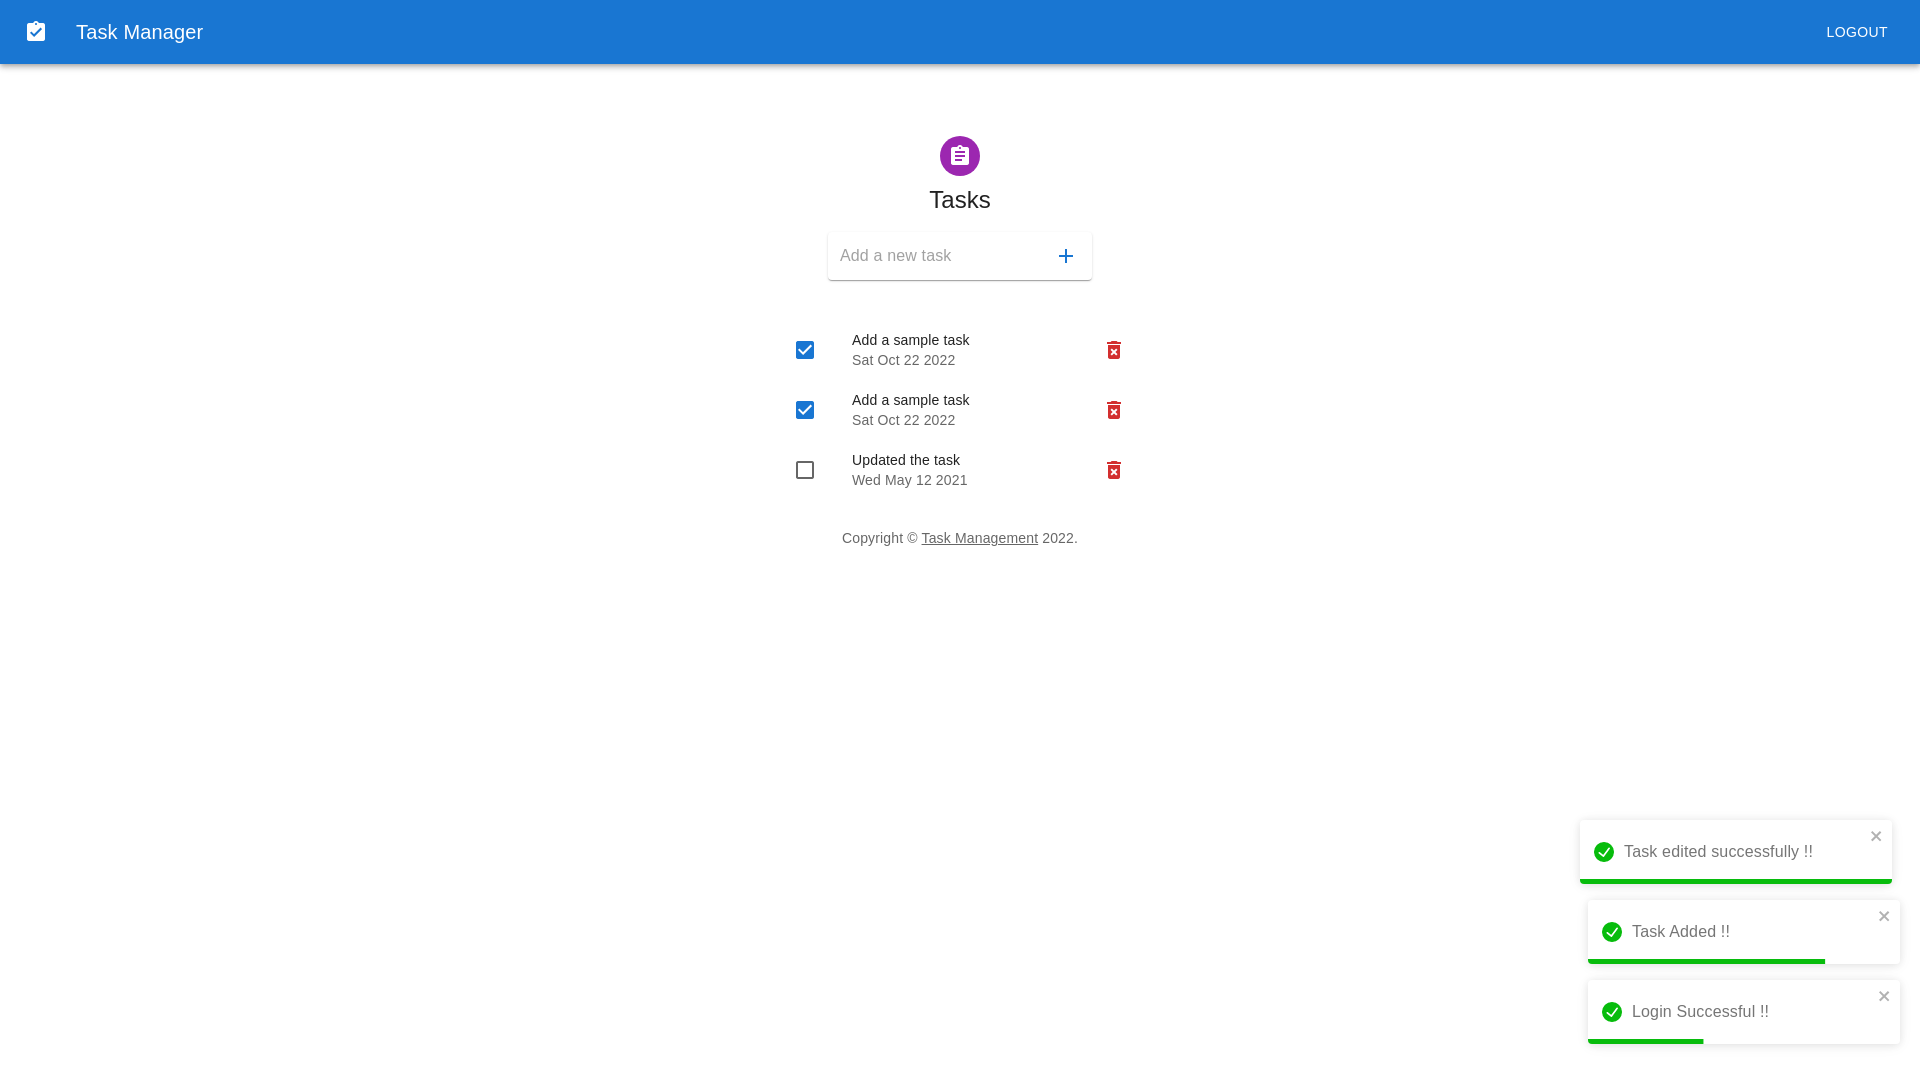 Task Manager
LOGOUT
Tasks
Add a new task
Add a sample task
Sat Oct 22 2022
Add a sample task
Sat Oct 22 2022
Updated the task
Wed May 12 2021
Copyright © Task Management 2022.
Task edited successfully !!
Task Added !!
Login Successful !!